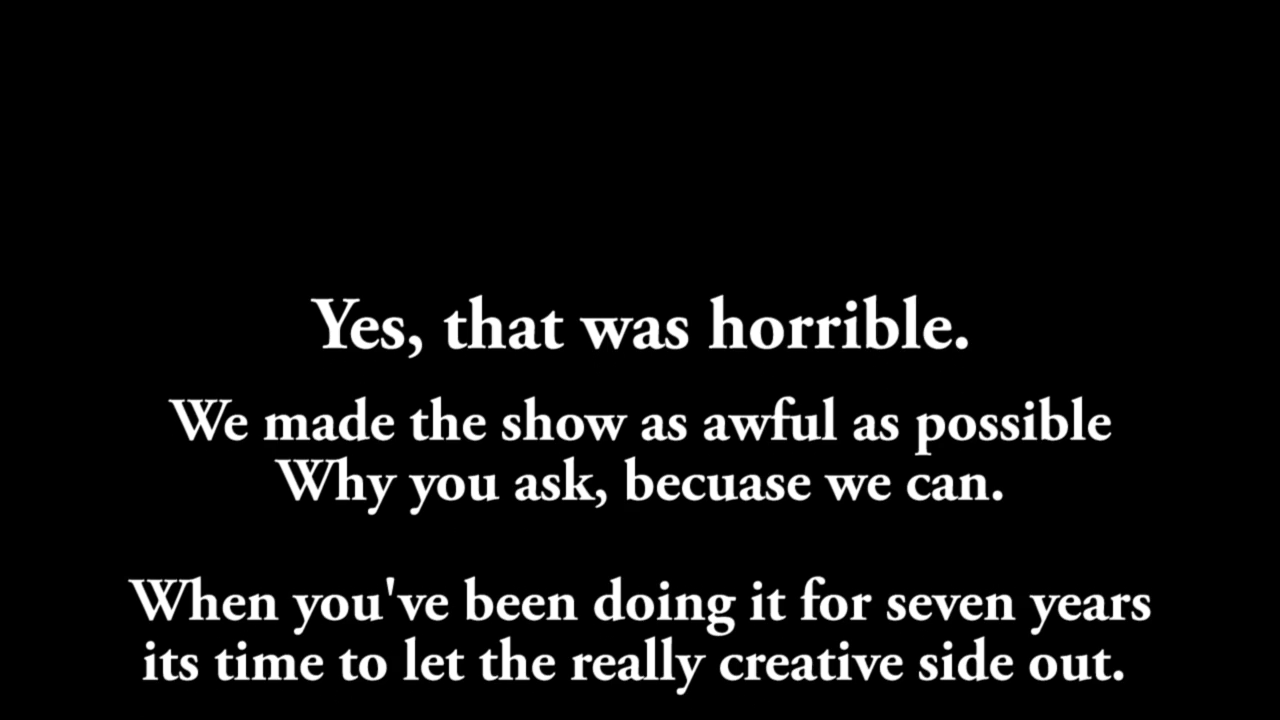 Yes, that was horrible.
We made the show as awful as possible
Why you ask, becuase we can.
When you've been doing it for seven years
its time to let the really creative side out.